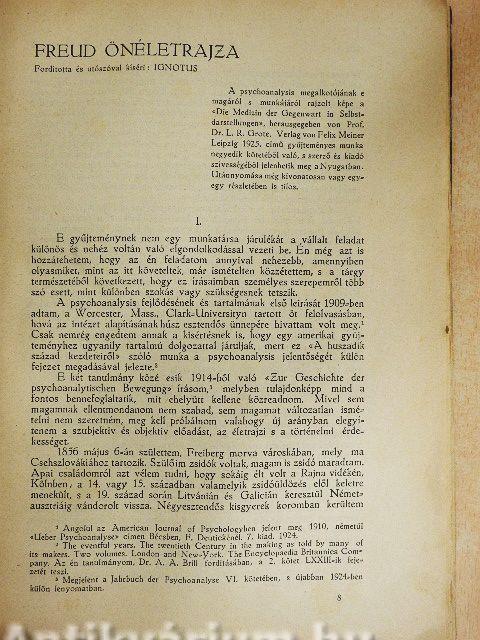 FREUD ÖNÉLETRAJZA
Fordította és utószóval kíséri: IGNOTUS
A psychoanalysis megalkotójának e
magáról s munkáiról rajzolt képe a
«Die Medizin der Gegenwart in Selbst-
darstellungen», herausgegeben von Prof.
Dr. L. R. Grote. Verlag von Felix Meiner
Leipzig 1925, című gyűjteményes munka
negyedik kötetéből való, s szerző és kiadó
szívességéből jelenhetik meg a Nyugatban.
Utánnyomása még kivonatosan vagy egy-
egy részletében is tilos.
I.
E gyűjteménynek nem egy munkatársa járulékát a vállalt feladat
különös és nehéz voltán való elgondolkodással vezeti be. Én még azt is
hozzátehetem, hogy az én feladatom annyival nehezebb, amennyiben
olyasmiket, mint az itt követeltek, már ismételten közzétettem, s a tárgy
természetéből következett, hogy ez írásaimban személyes szerepemről több
szó esett, mint különben szokás vagy szükségesnek tetszik.
A psychoanalysis fejlődésének és tartalmának első leírását 1909-ben
adtam, a Worcester, Mass., Clark-Universityn tartott öt felolvasásban,
hová az intézet alapításának húsz esztendős ünnepére hivattam volt meg.¹
Csak nemrég engedtem annak a kísértésnek is, hogy egy amerikai gyűj-
teményhez ugyanily tartalmú dolgozattal járuljak, mert ez «A huszadik
század kezdeteiről» szóló munka a psychoanalysis jelentőségét külön
fejezet megadásával jelezte.²
E két tanulmány közé esik 1914-ből való «Zur Geschichte der
psychoanalytischen Bewegung» írásom,³ melyben tulajdonképp mind a
fontos bennefoglaltatik, mit ehelyütt kellene közreadnom. Mivel sem
magamnak ellentmondanom nem szabad, sem magamat változatlan ismé-
telni nem szeretném, meg kell próbálnom valahogy új arányban elegyí-
tenem a szubjektív és objektív előadást, az életrajzi s a történelmi érde-
kességet.
1856 május 6-án születtem, Freiberg morva városkában, mely ma
Csehszlovákiához tartozik. Szülőim zsidók voltak, magam is zsidó maradtam.
Apai családomról azt vélem tudni, hogy sokáig élt volt a Rajna vidékén,
Kölnben, a 14. vagy 15. században valamelyik zsidóüldözés elől keletre
menekült, s a 19. század során Litvánián és Galícián keresztül Német-
ausztriáig vándorolt vissza. Négyesztendős kisgyerek koromban kerültem
¹ Angolul az American Journal of Psychologyben jelent meg 1910, németül
«Ueber Psychoanalyse» címen Bécsben, F. Deutickénél. 7. kiad. 1924.
² The eventful years. The twentieth Century in the making as told by many of
its makers. Two volumes. London and New-York. The Encyclopaedia Britannica Com-
pany. Az én tanulmányom, Dr. A. A. Brill fordításában, a 2. kötet LXXIII-ik feje-
zetét teszi.
³ Megjelent a Jahrbuch der Psychoanalyse VI. kötetében, s újabban 1924-ben
külön lenyomatban.
8
Antikvárium.hu